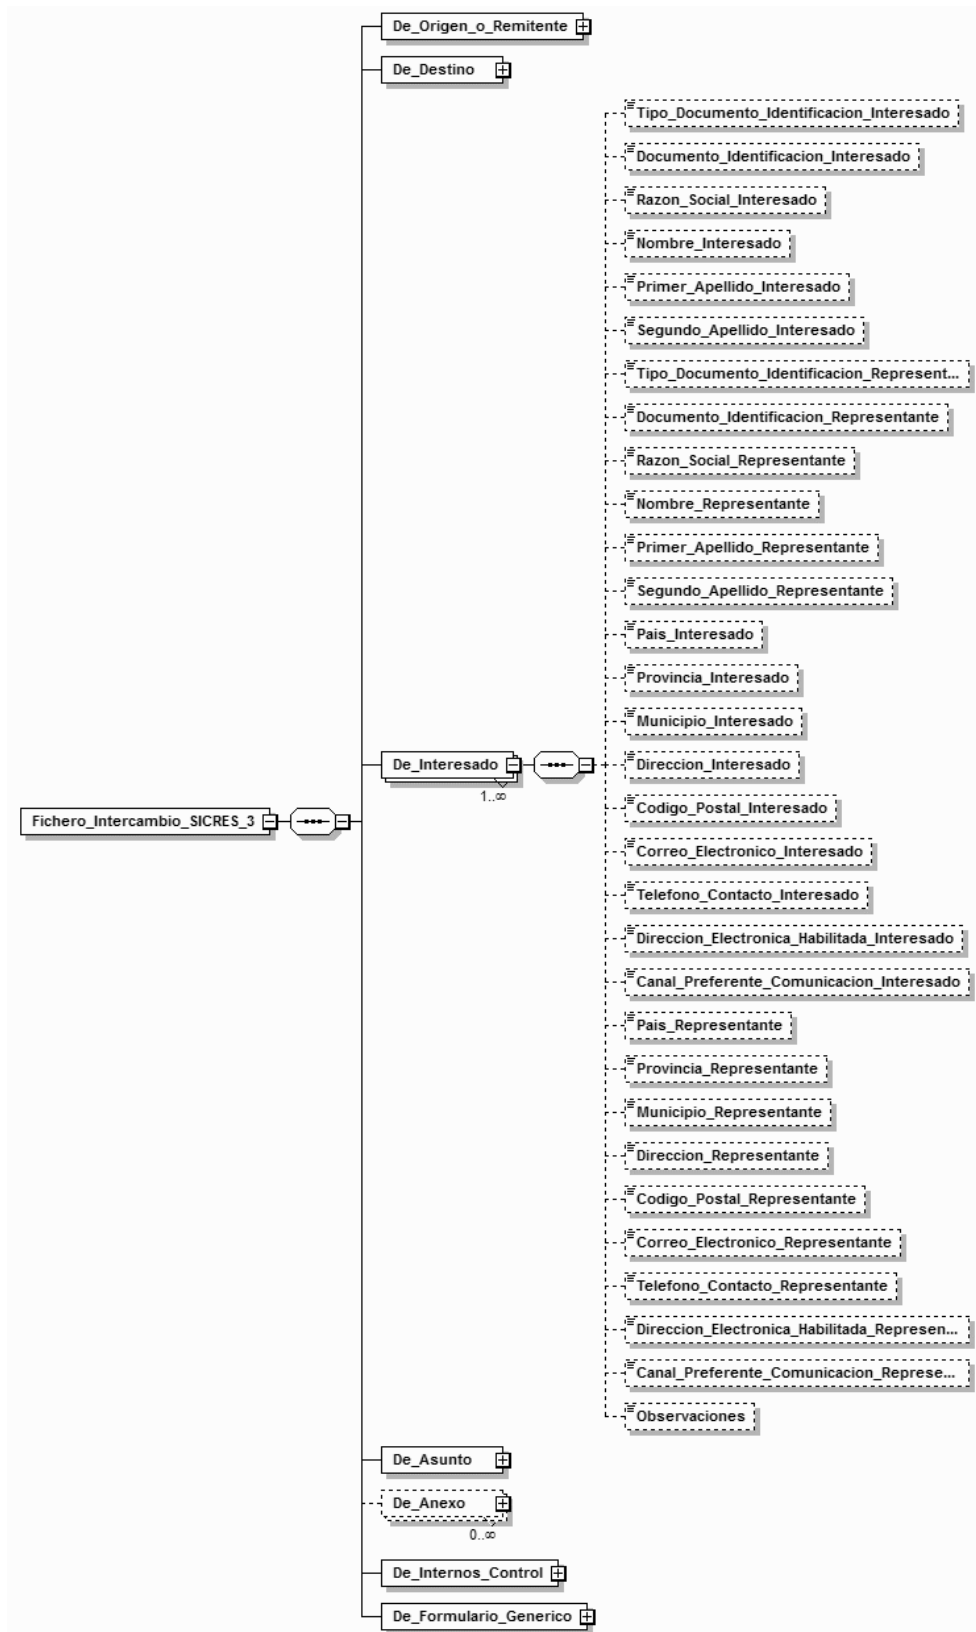 De_Origen_o_Remitente
De_Destino
Tipo_Documento_Identificacion_Interesado
Documento_Identificacion_Interesado
Razon_Social_Interesado
Nombre_Interesado
Primer_Apellido_Interesado
Segundo_Apellido_Interesado
Tipo_Documento_Identificacion_Represent...
Documento_Identificacion_Representante
Razon_Social_Representante
Nombre_Representante
Primer_Apellido_Representante
Segundo_Apellido_Representante
Pais_Interesado
Provincia_Interesado
Municipio_Interesado
De_Interesado
1..∞
Direccion_Interesado
Codigo_Postal_Interesado
Fichero_Intercambio_SICRES_3
Correo_Electronico_Interesado
Telefono_Contacto_Interesado
Direccion_Electronica_Habilitada_Interesado
Canal_Preferente_Comunicacion_Interesado
Pais_Representante
Provincia_Representante
Municipio_Representante
Direccion_Representante
Codigo_Postal_Representante
Correo_Electronico_Representante
Telefono_Contacto_Representante
Direccion_Electronica_Habilitada_Represen...
Canal_Preferente_Comunicacion_Represe...
Observaciones
De_Asunto
De_Anexo
0..∞
De_Internos_Control
De_Formulario_Generico